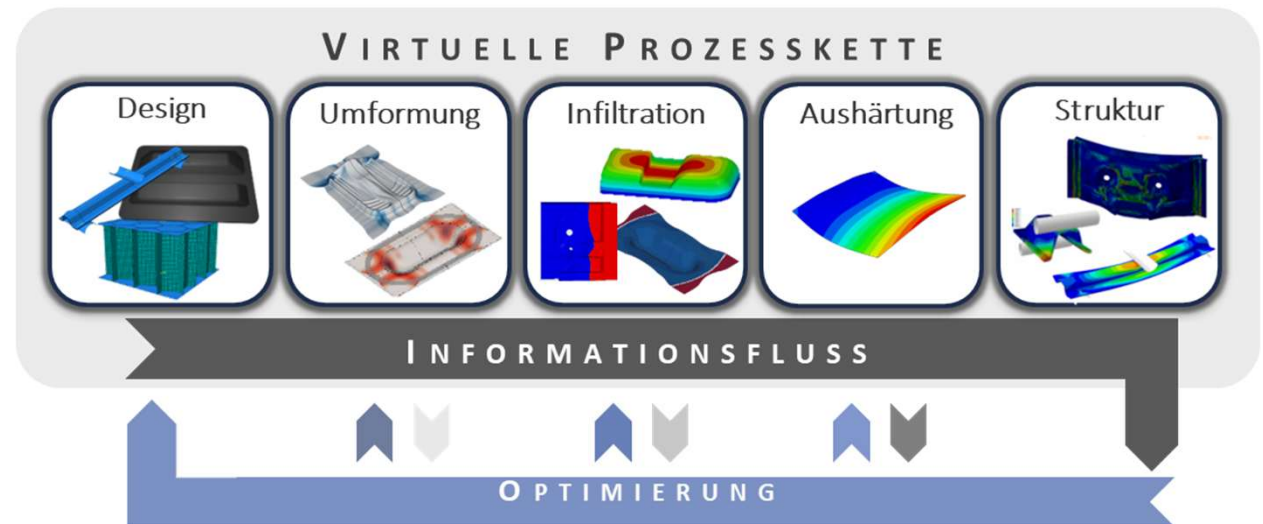 VIRTUELLE PROZESSKETTE
Design
Umformung
Infiltration
Aushärtung
Struktur
INFORMATIONSFLUSS
OPTIMIERUNG